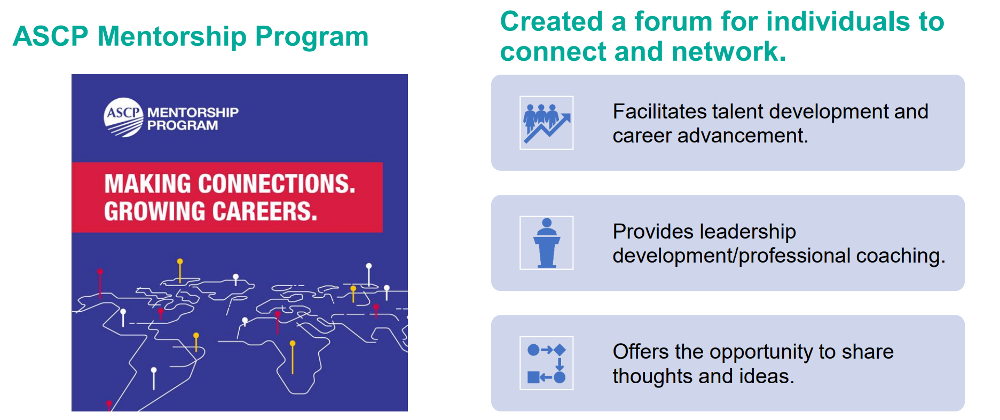 ASCP Mentorship Program
ASCP
MENTORSHIP
PROGRAM
MAKING CONNECTIONS.
GROWING CAREERS.
Created a forum for individuals to
connect and network.
Facilitates talent development and
career advancement.
Provides leadership
development/professional coaching.
Offers the opportunity to share
thoughts and ideas.